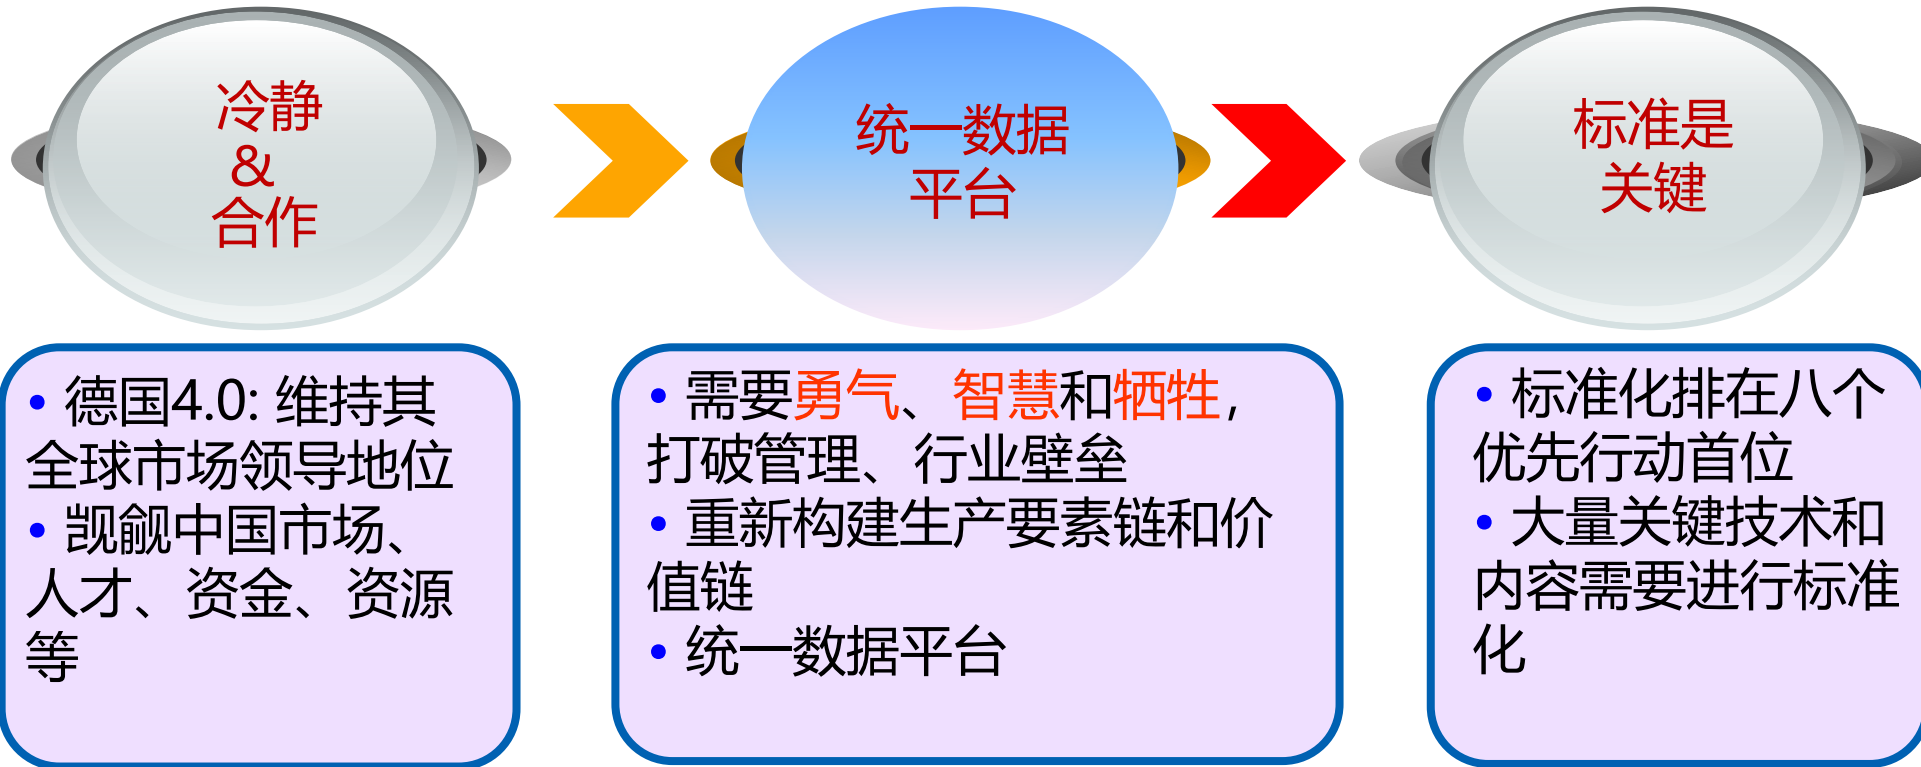 冷静
&
合作
统一数据
平台
标准是
关键
• 德国4.0: 维持其
全球市场领导地位
• 觊觎中国市场、
人才、资金、资源
等
• 需要勇气、智慧和牺牲，
打破管理、行业壁垒
• 重新构建生产要素链和价
值链
• 统一数据平台
• 标准化排在八个
优先行动首位
• 大量关键技术和
内容需要进行标准
化